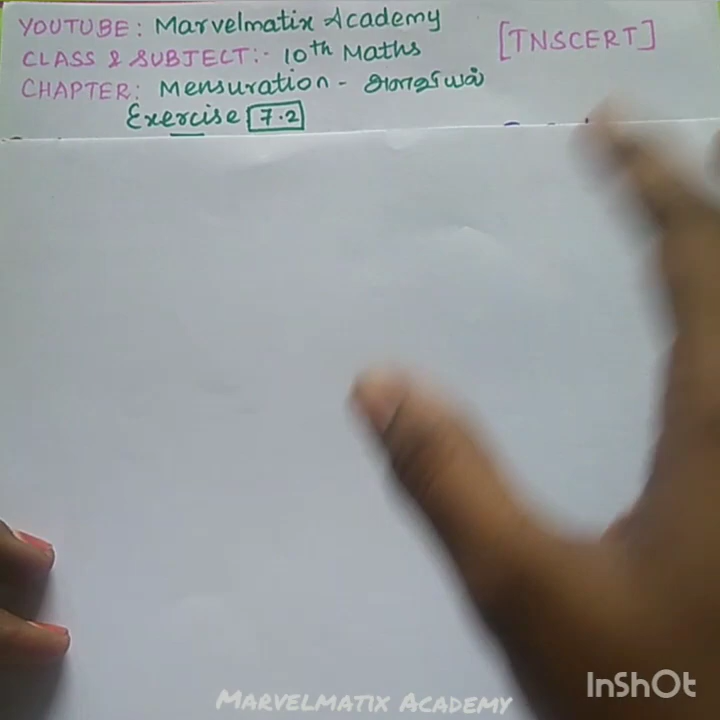 YOUTUBE: Marvelmatix Academy
CLASS & SUBJECT:- 10th Maths [TNSCERT]
CHAPTER: Mensuration - அளவியல்
Exercise 7.2
MARVELMATIX ACADEMY
InShOt